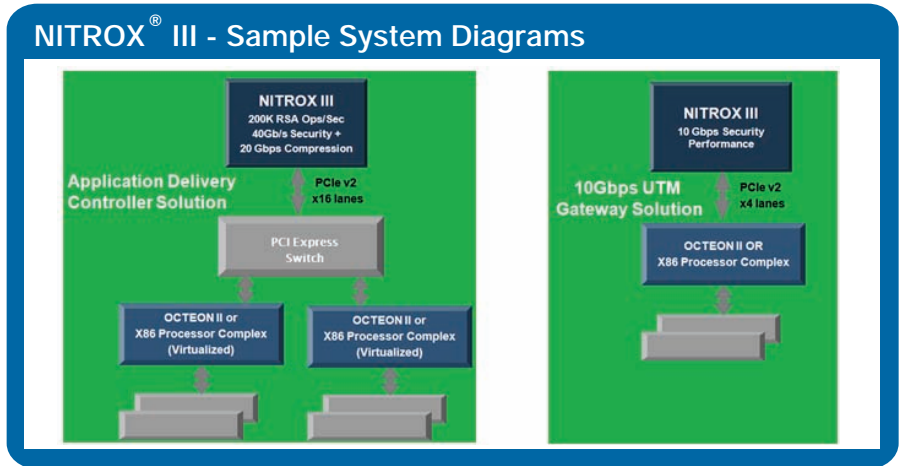 NITROX® III - Sample System Diagrams
NITROX III
200K RSA Ops/Sec
40Gb/s Security +
20 Gbps Compression
Application Delivery
Controller Solution
PCIe v2
x16 lanes
PCI Express
Switch
OCTEON II or
X86 Processor Complex
(Virtualized)
OCTEON II or
X86 Processor Complex
(Virtualized)
NITROX III
10 Gbps Security
Performance
10Gbps UTM
Gateway Solution
PCIe v2
x4 lanes
OCTEON II OR
X86 Processor Complex